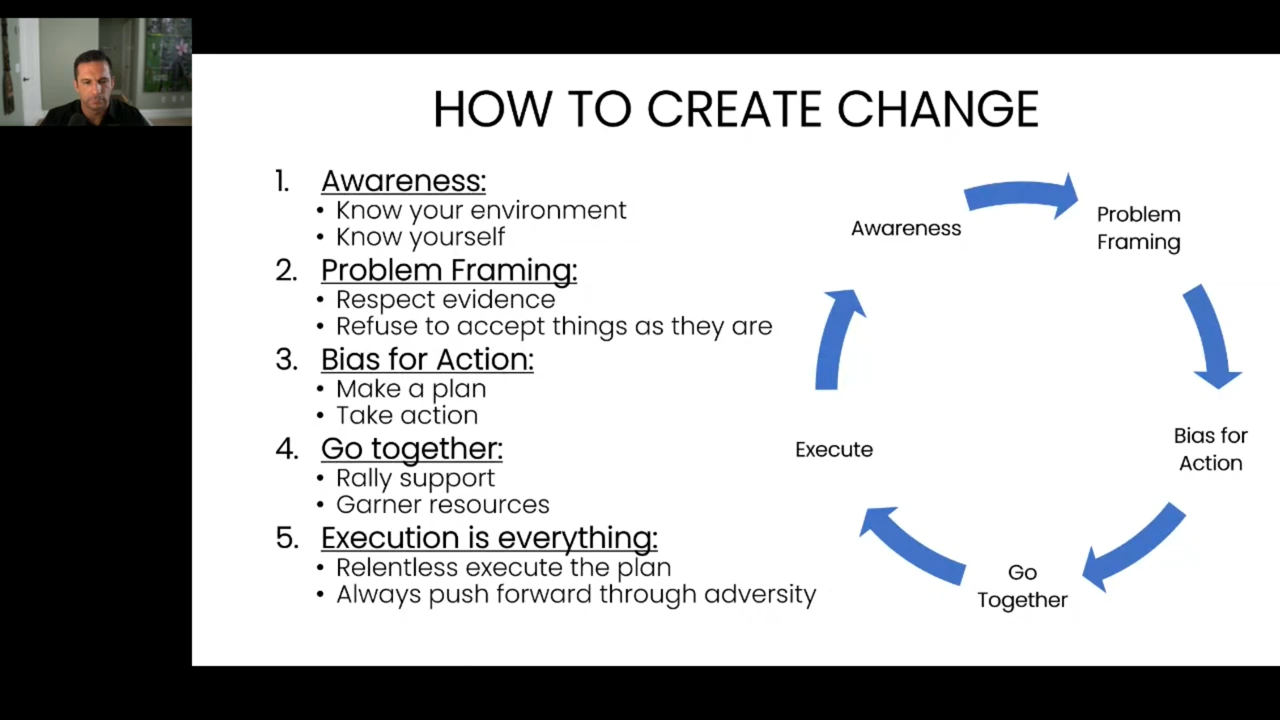 HOW TO CREATE CHANGE
1. Awareness:
• Know your environment
• Know yourself
2. Problem Framing:
• Respect evidence
• Refuse to accept things as they are
3. Bias for Action:
• Make a plan
• Take action
4. Go together:
• Rally support
• Garner resources
5. Execution is everything:
• Relentless execute the plan
• Always push forward through adversity
Awareness
Problem
Framing
Bias for
Action
Go
Together
Execute